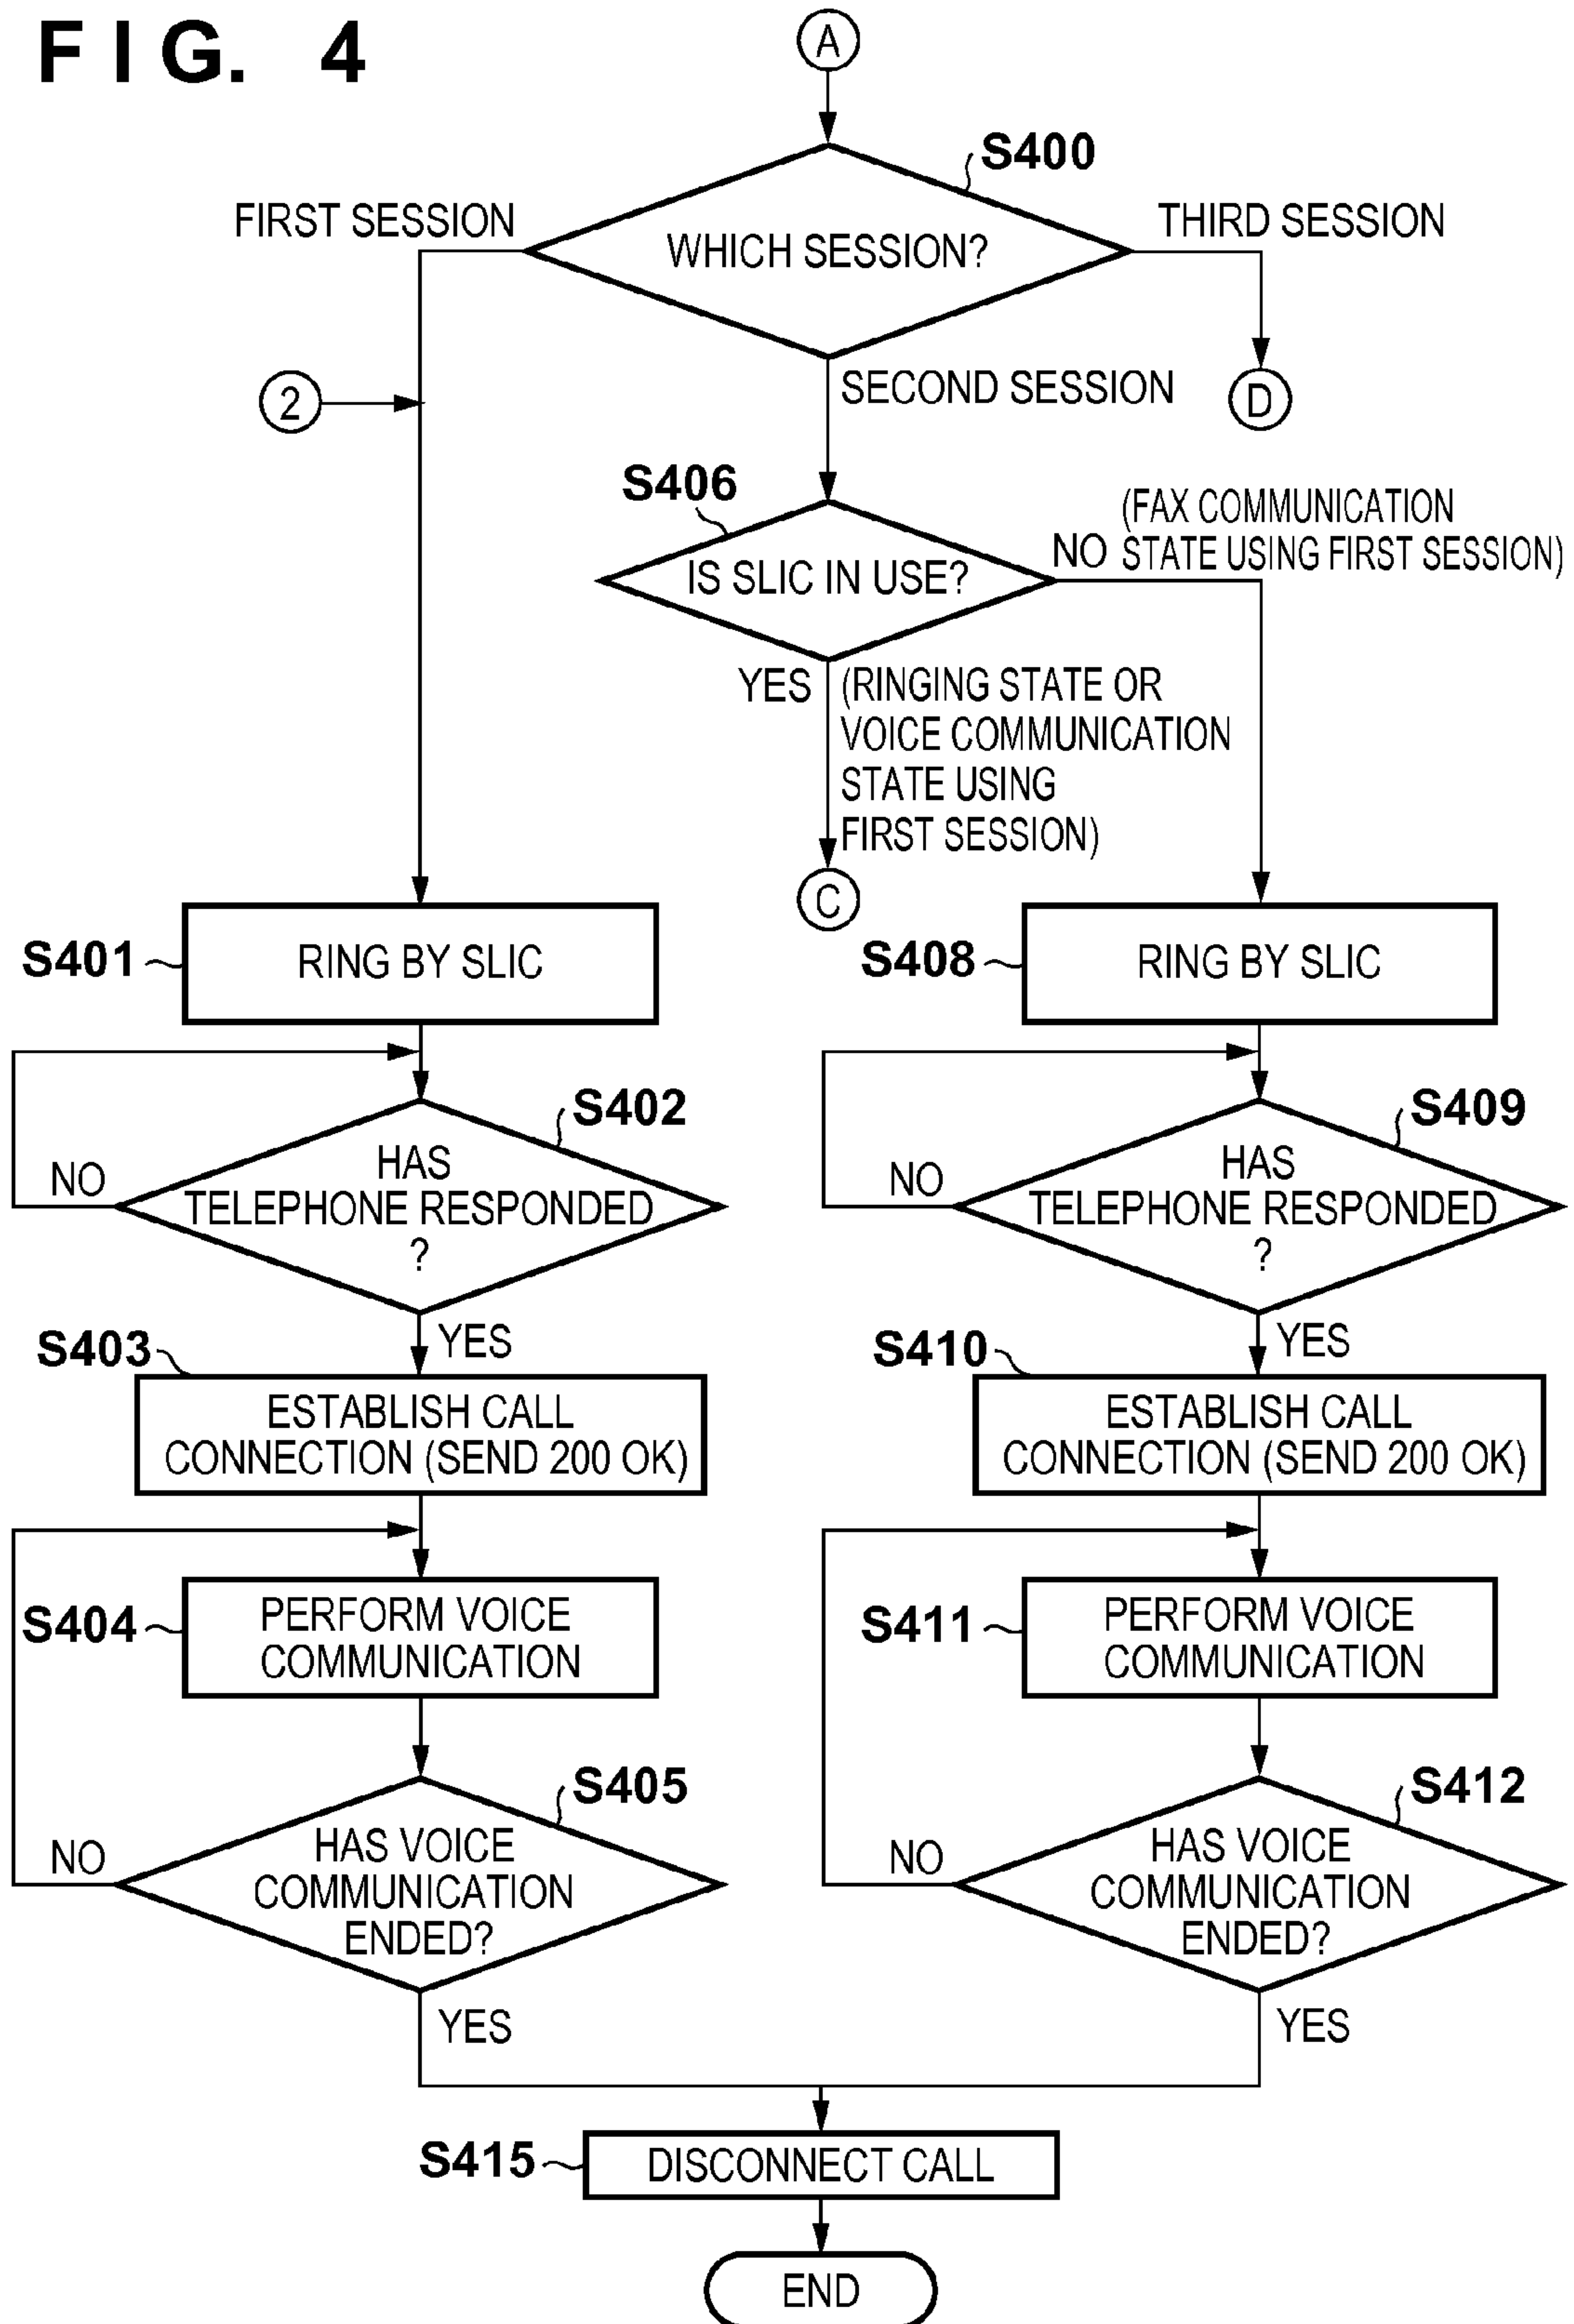 FIG. 4
A
S400
FIRST SESSION
WHICH SESSION?
THIRD SESSION
2
SECOND SESSION
D
S406
IS SLIC IN USE?
NO
(FAX COMMUNICATION
STATE USING FIRST SESSION)
YES
(RINGING STATE OR
VOICE COMMUNICATION
STATE USING
FIRST SESSION)
C
S401
RING BY SLIC
S408
RING BY SLIC
S402
NO
HAS
TELEPHONE RESPONDED
?
YES
S409
NO
HAS
TELEPHONE RESPONDED
?
YES
S403
ESTABLISH CALL
CONNECTION (SEND 200 OK)
S410
ESTABLISH CALL
CONNECTION (SEND 200 OK)
S404
PERFORM VOICE
COMMUNICATION
S411
PERFORM VOICE
COMMUNICATION
S405
NO
HAS VOICE
COMMUNICATION
ENDED?
YES
S412
NO
HAS VOICE
COMMUNICATION
ENDED?
YES
S415
DISCONNECT CALL
END